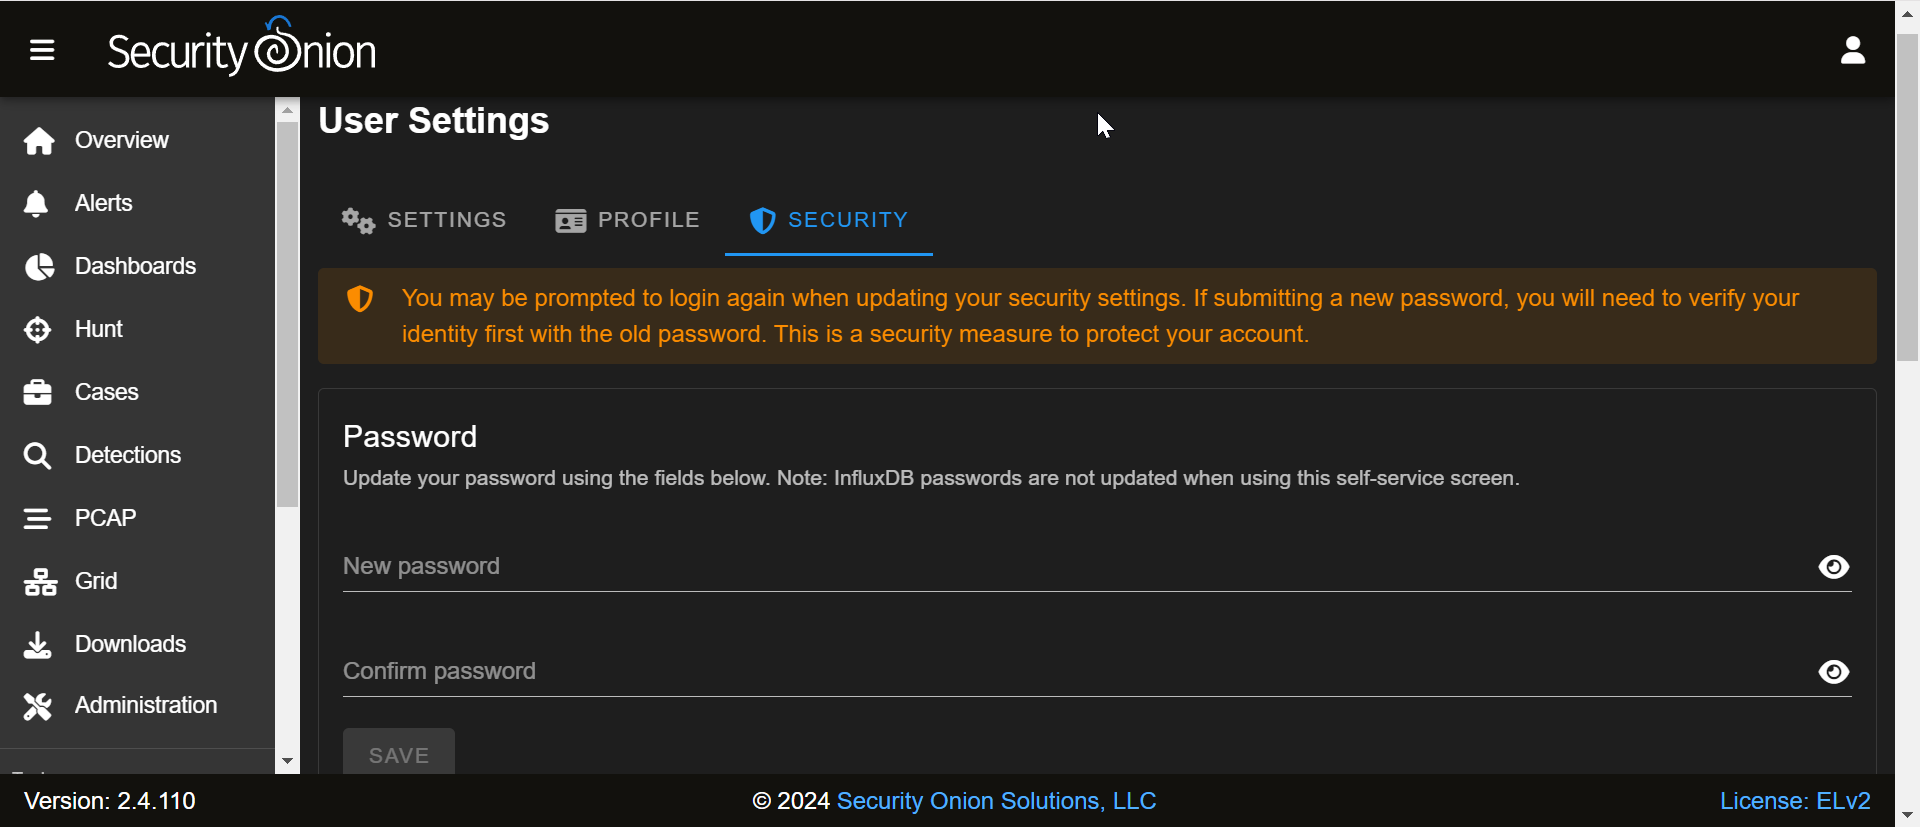 Security Onion
User Settings
Overview
Alerts
Dashboards
Hunt
Cases
Detections
PCAP
Grid
Downloads
Administration
SETTINGS
PROFILE
SECURITY
You may be prompted to login again when updating your security settings. If submitting a new password, you will need to verify your
identity first with the old password. This is a security measure to protect your account.
Password
Update your password using the fields below. Note: InfluxDB passwords are not updated when using this self-service screen.
New password
Confirm password
SAVE
Version: 2.4.110
© 2024 Security Onion Solutions, LLC
License: ELv2